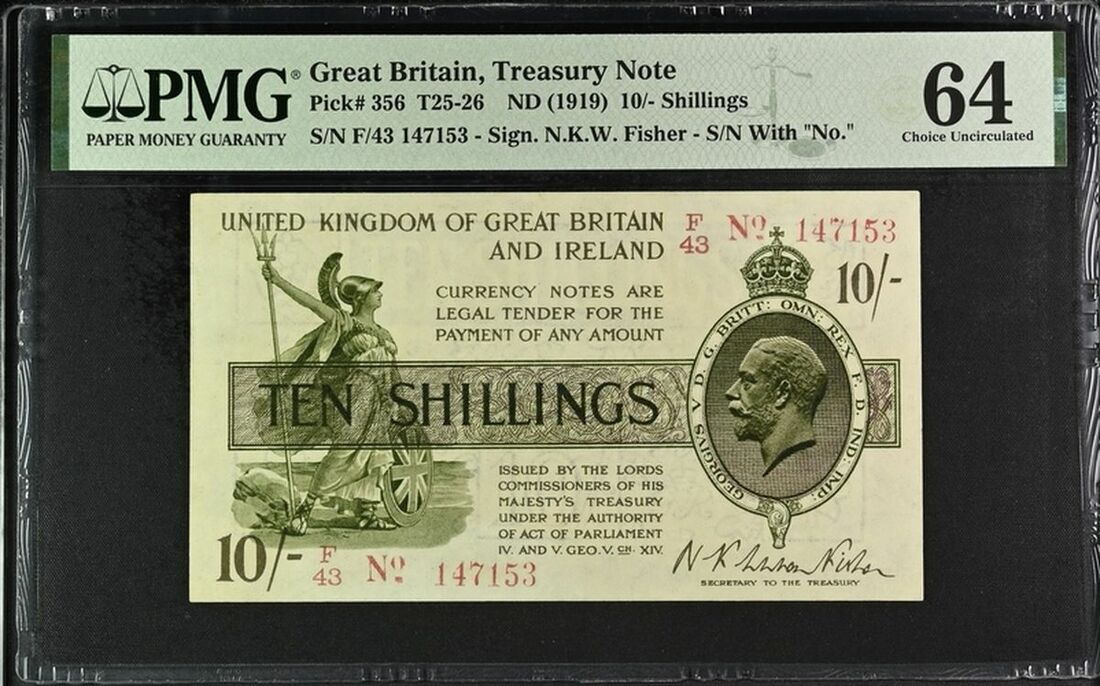 PMG®
PAPER MONEY GUARANTY
Great Britain, Treasury Note
Pick# 356 T25-26 ND (1919) 10/- Shillings
S/N F/43 147153 - Sign. N.K.W. Fisher - S/N With "No."
64
Choice Uncirculated
UNITED KINGDOM OF GREAT BRITAIN
AND IRELAND
F/43 No. 147153
10/-
CURRENCY NOTES ARE
LEGAL TENDER FOR THE
PAYMENT OF ANY AMOUNT
TEN SHILLINGS
GEORGIVS V D. G. BRITT: OMN: REX F. D. IND: IMP:
ISSUED BY THE LORDS
COMMISSIONERS OF HIS
MAJESTY'S TREASURY
UNDER THE AUTHORITY
OF ACT OF PARLIAMENT
IV. AND V. GEO. V. CH. XIV.
10/-
F/43 No. 147153
N K Warren Fisher
SECRETARY TO THE TREASURY